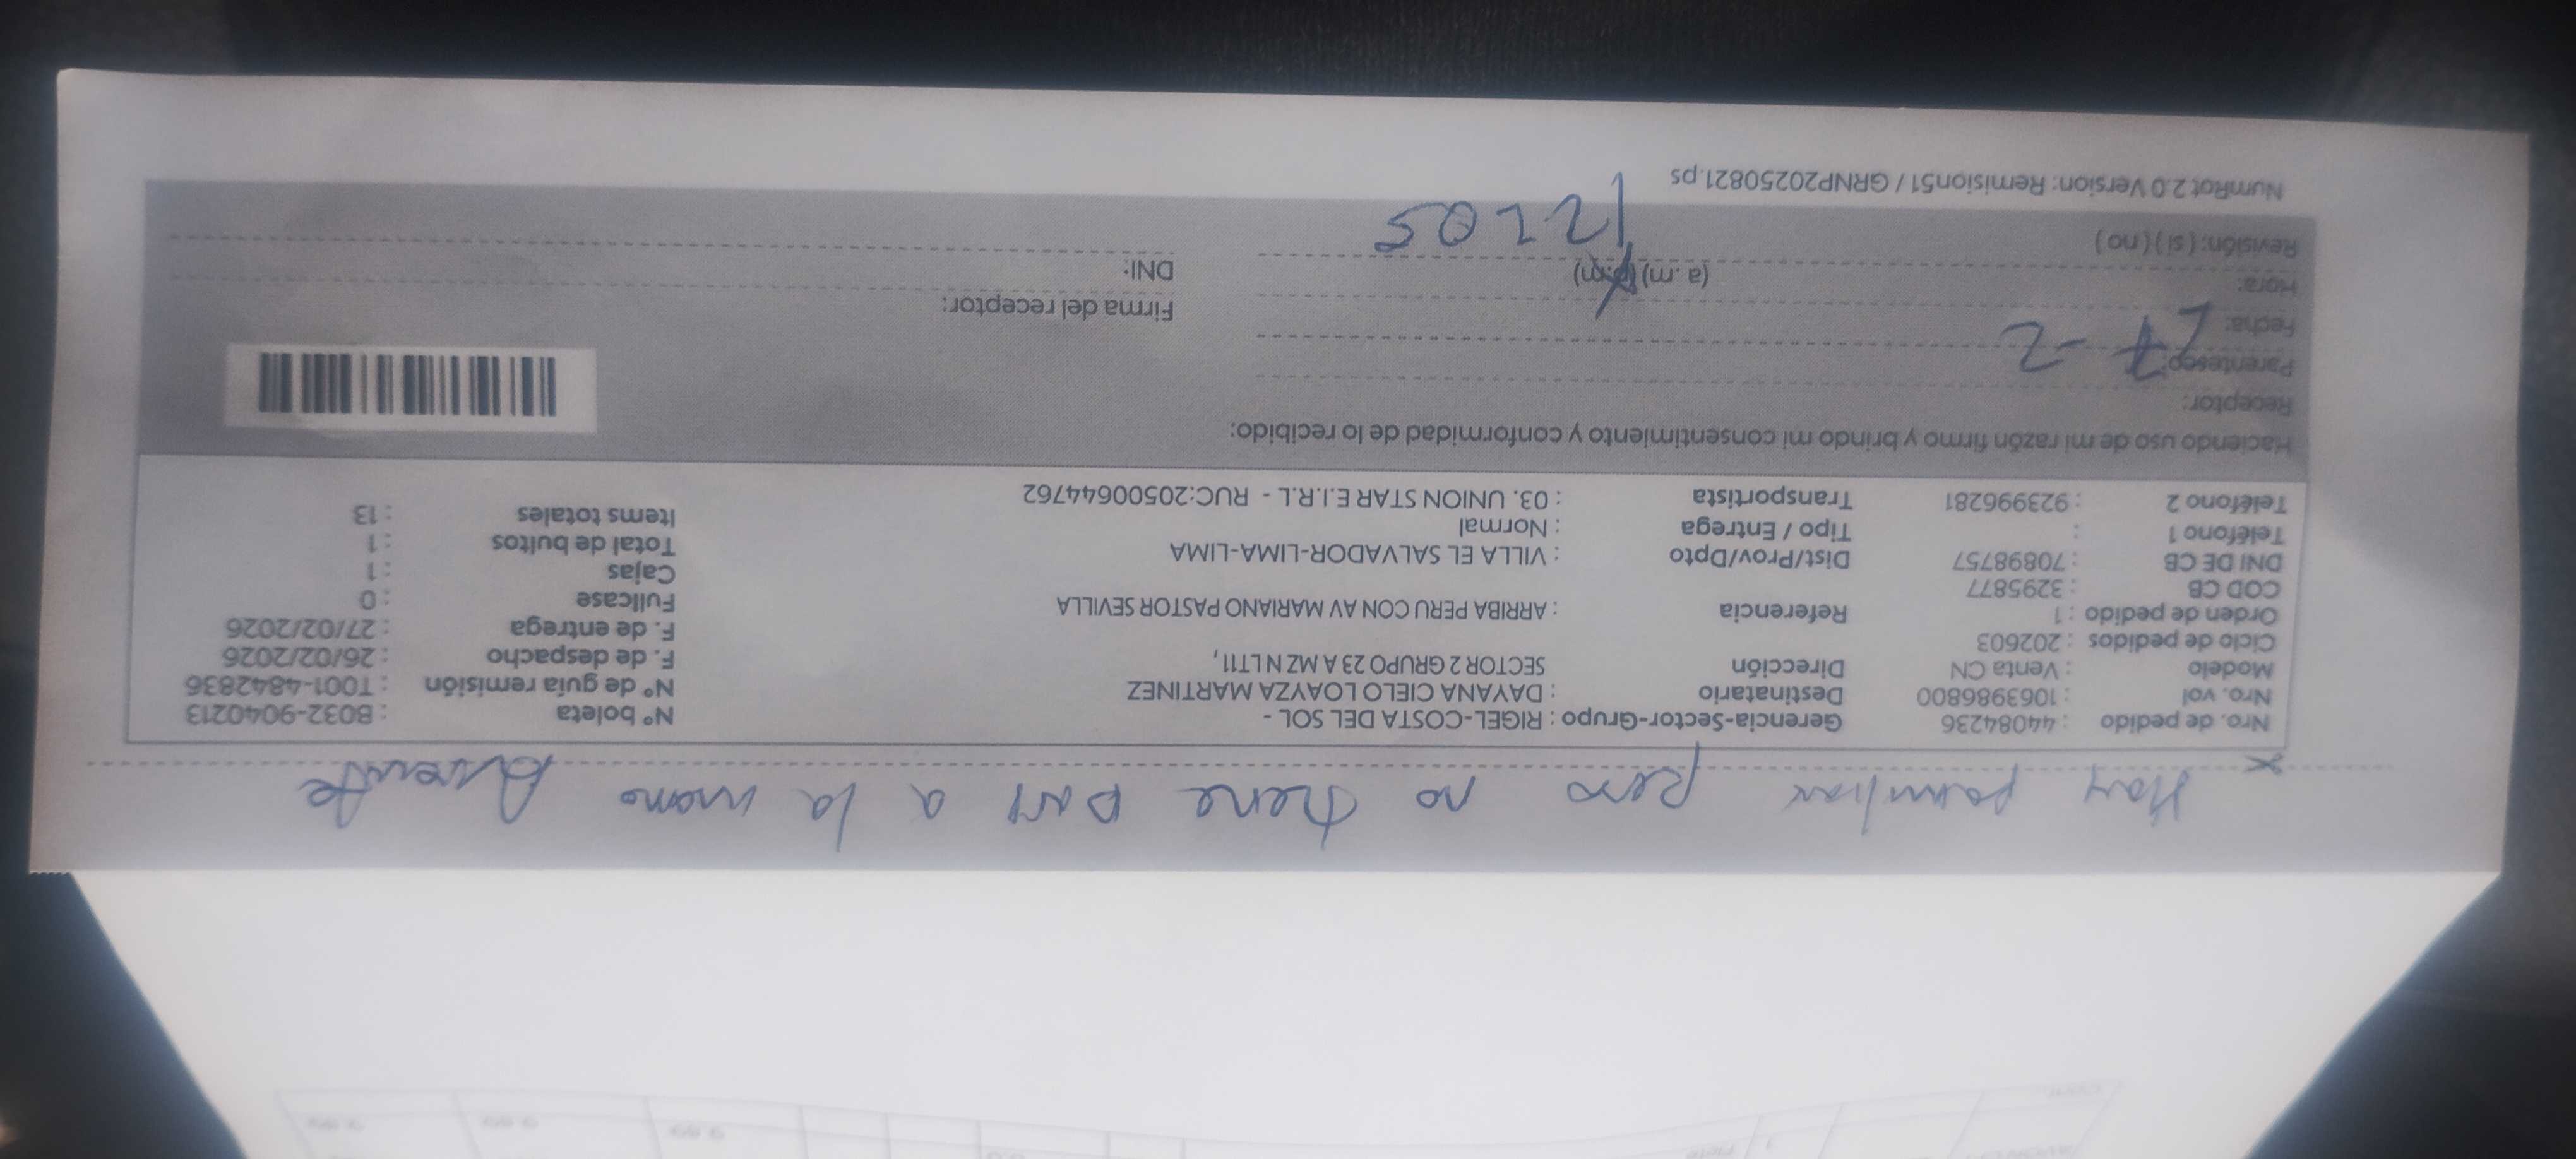 Hay familiar pero no tiene DNI a la mano Ausente
Nro. de pedido : 44084236 Gerencia-Sector-Grupo : RIGEL-COSTA DEL SOL - N° boleta : B032-9040213
Nro. vol : 1063986800 Destinatario : DAYANA CIELO LOAYZA MARTINEZ N° de guía remisión : T001-4842836
Modelo : Venta CN Dirección SECTOR 2 GRUPO 23 A MZ N LT11, F. de despacho : 26/02/2026
Ciclo de pedidos : 202603 F. de entrega : 27/02/2026
Orden de pedido : 1 Referencia : ARRIBA PERU CON AV MARIANO PASTOR SEVILLA Fullcase : 0
COD CB : 3295877 Cajas : 1
DNI DE CB : 70898757 Dist/Prov/Dpto : VILLA EL SALVADOR-LIMA-LIMA Total de bultos : 1
Teléfono 1 : Tipo / Entrega : Normal Items totales : 13
Teléfono 2 : 923996281 Transportista : 03. UNION STAR E.I.R.L - RUC:20500644762
Haciendo uso de mi razón firmo y brindo mi consentimiento y conformidad de lo recibido:
Receptor:
Parentesco:
Fecha: 27-2
Hora: (a. m) (p.m) Firma del receptor:
Revisión: ( si ) ( no ) 12205 DNI:
NumRot 2.0 Version: Remision51 / GRNP20250821.ps